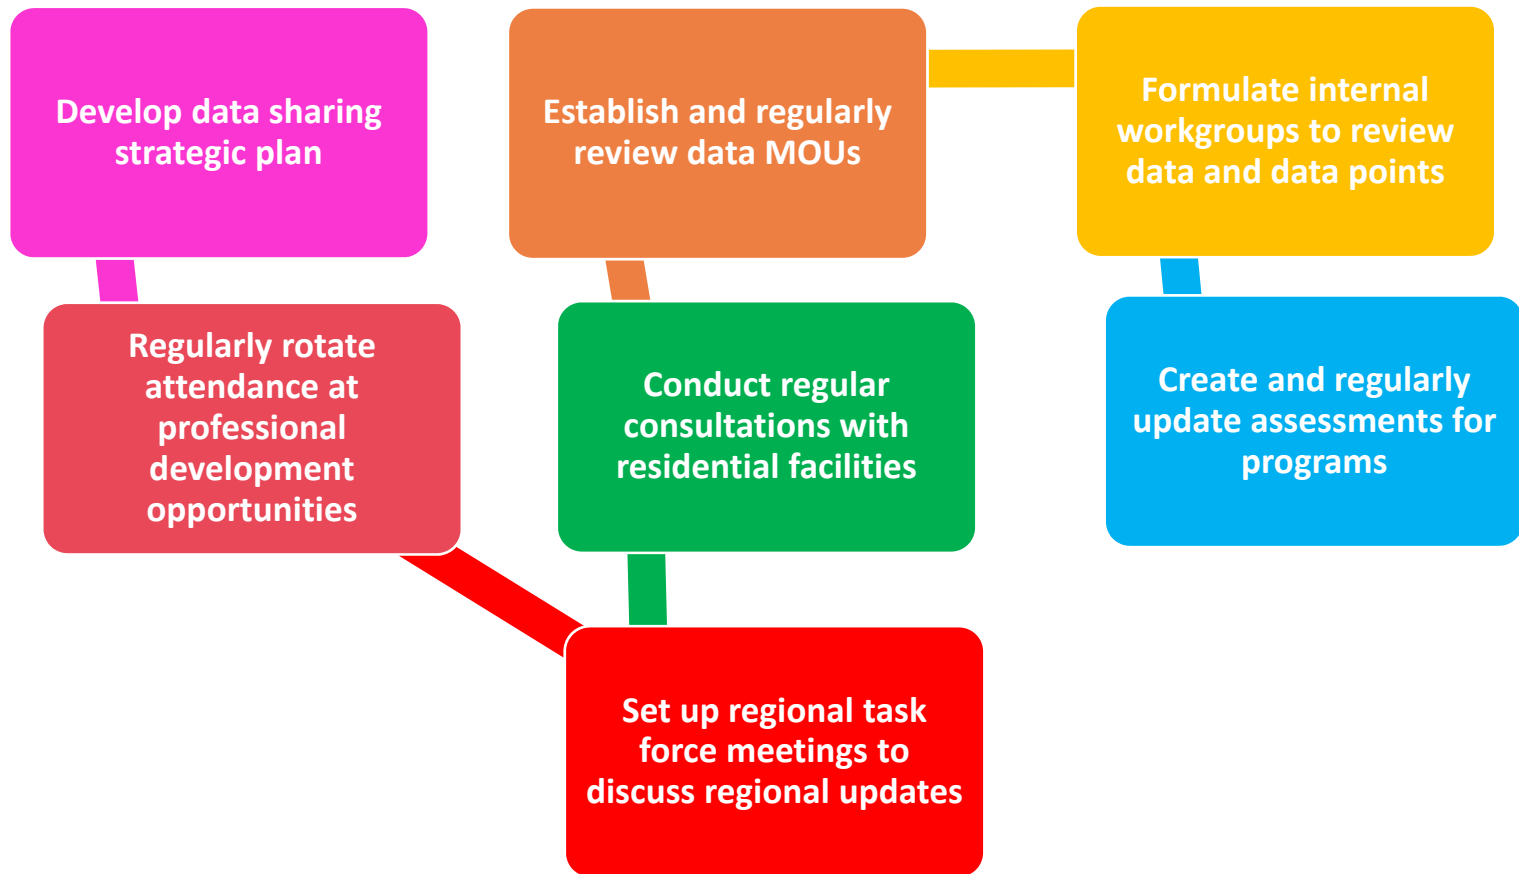 Develop data sharing
strategic plan
Regularly rotate
attendance at
professional
development
opportunities
Set up regional task
force meetings to
discuss regional updates
Conduct regular
consultations with
residential facilities
Establish and regularly
review data MOUs
Formulate internal
workgroups to review
data and data points
Create and regularly
update assessments for
programs